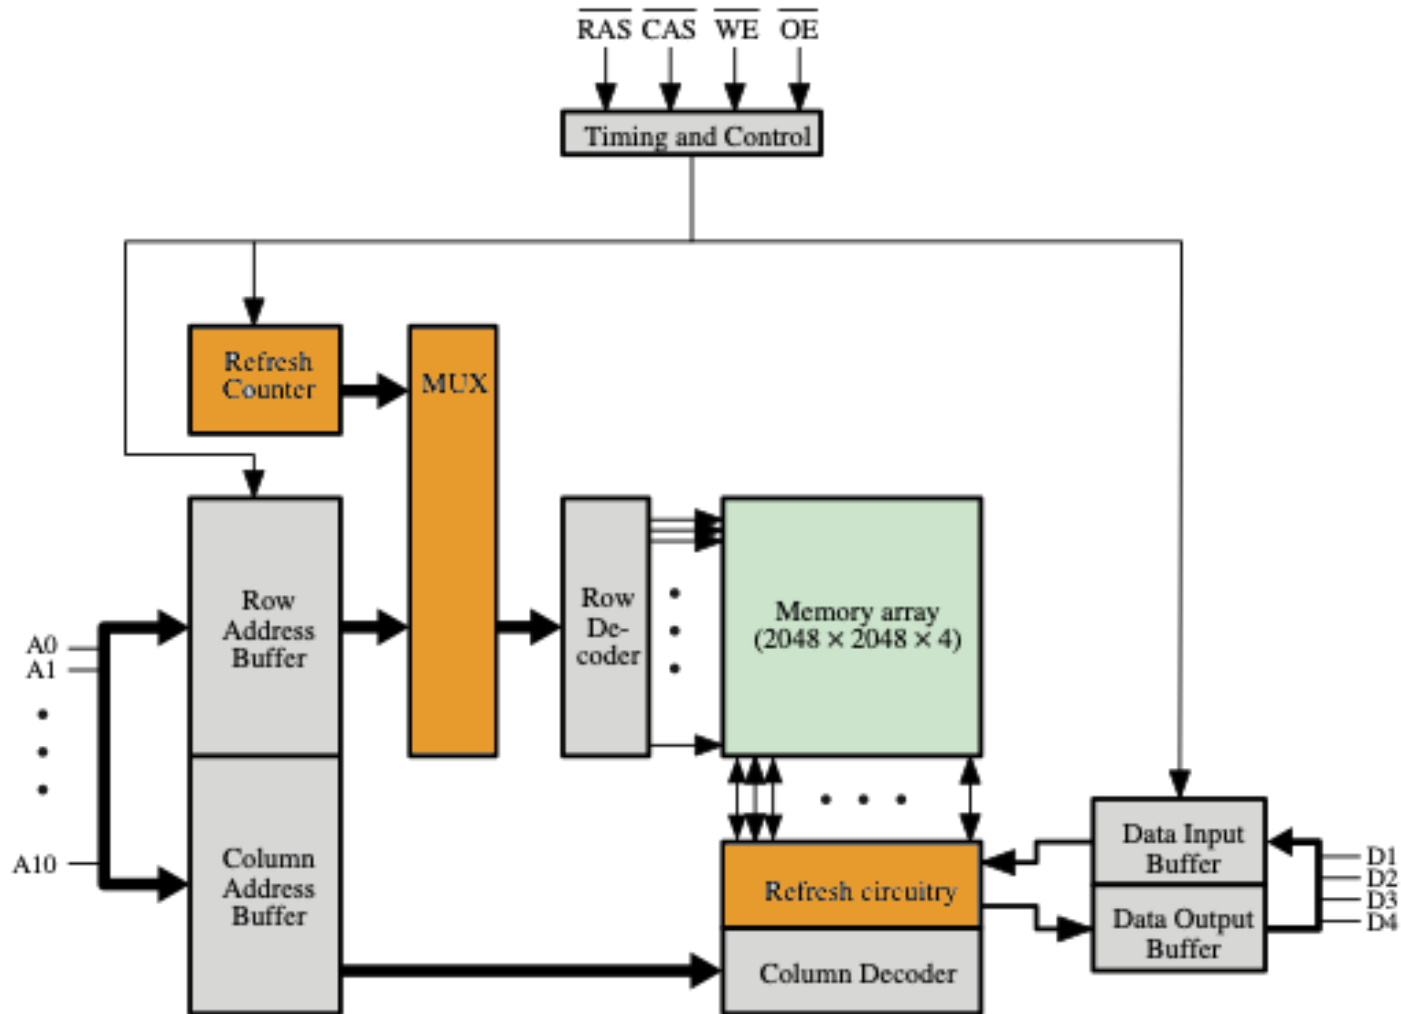 RAS CAS WE OE
Timing and Control
Refresh
Counter
MUX
Row
Address
Buffer
Row
De-
coder
Memory array
(2048 × 2048 × 4)
A0
A1
A10
Column
Address
Buffer
Refresh circuitry
Column Decoder
Data Input
Buffer
Data Output
Buffer
D1
D2
D3
D4